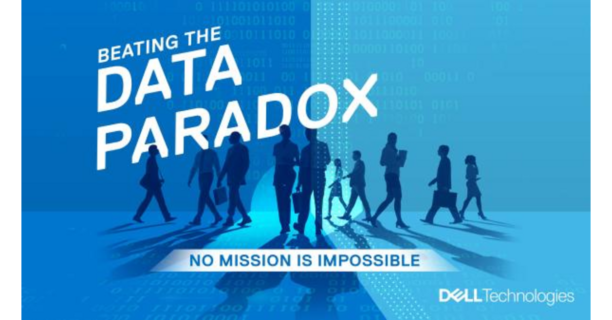 BEATING THE
DATA
PARADOX
NO MISSION IS IMPOSSIBLE
DELLTechnologies